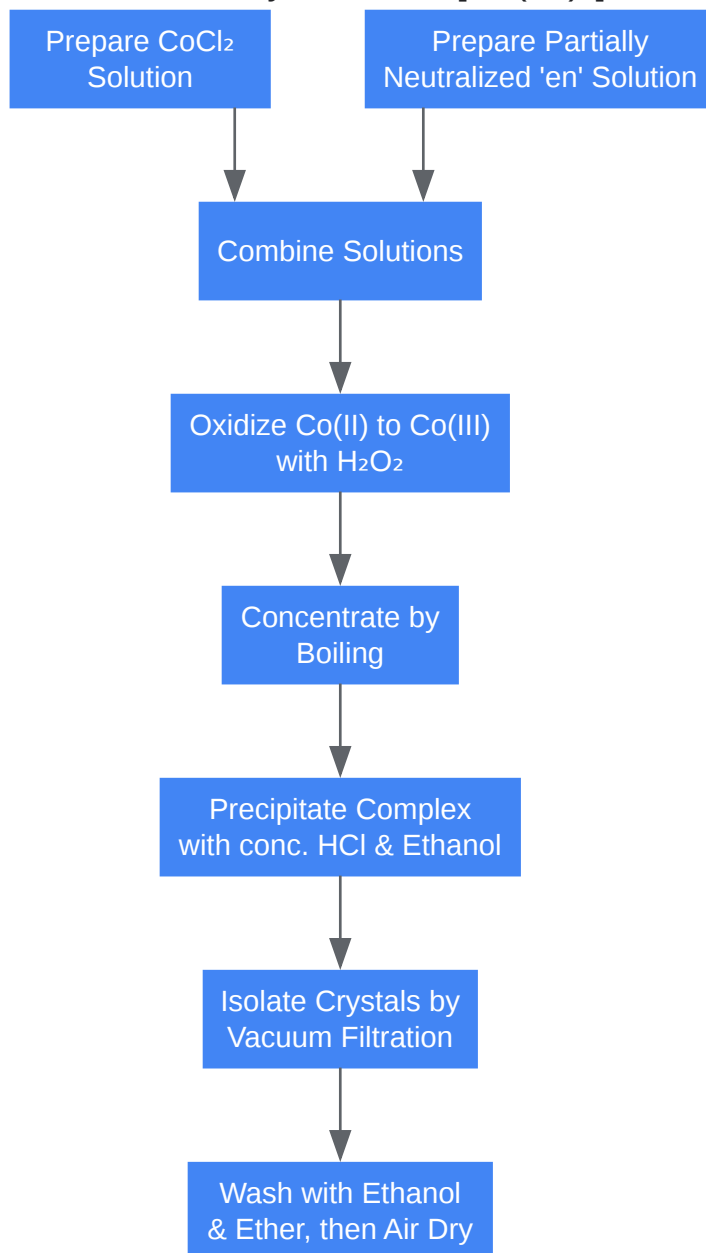 Prepare CoCl₂
Solution
Prepare Partially
Neutralized 'en' Solution
Combine Solutions
Oxidize Co(II) to Co(III)
with H₂O₂
Concentrate by
Boiling
Precipitate Complex
with conc. HCl & Ethanol
Isolate Crystals by
Vacuum Filtration
Wash with Ethanol
& Ether, then Air Dry